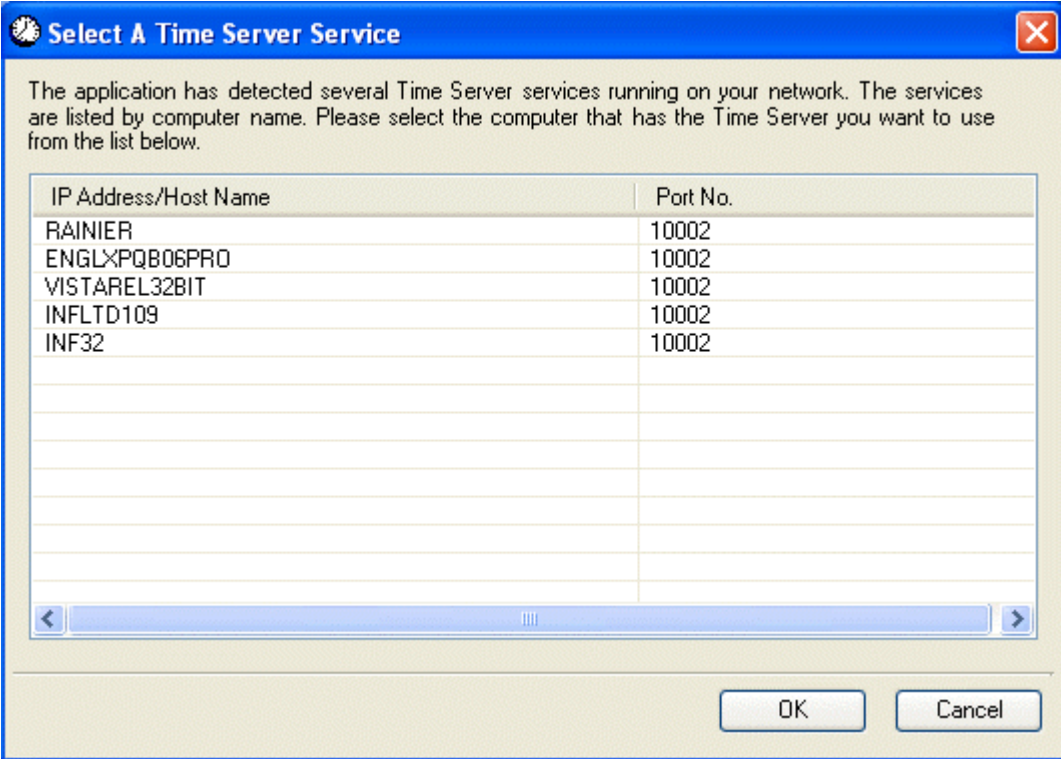 Select A Time Server Service
The application has detected several Time Server services running on your network. The services
are listed by computer name. Please select the computer that has the Time Server you want to use
from the list below.
IP Address/Host Name Port No.
RAINIER 10002
ENGLXPQB06PRO 10002
VISTAREL32BIT 10002
INFLTD109 10002
INF32 10002
OK Cancel